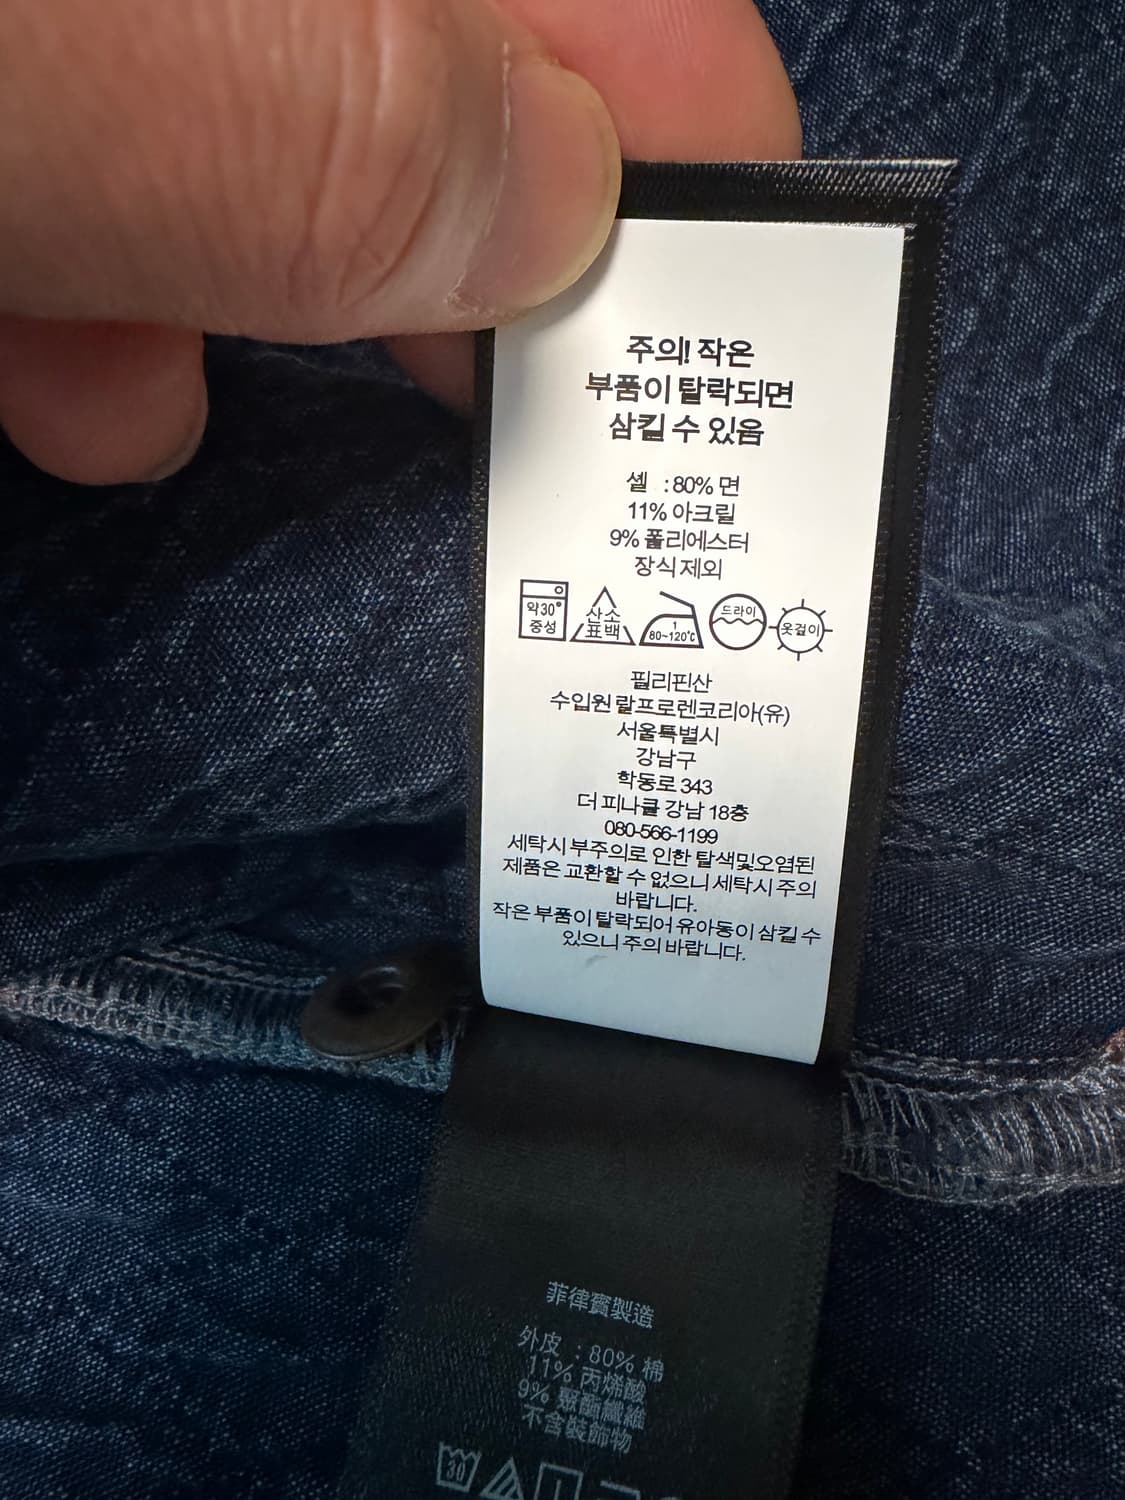 주의! 작은
부품이 탈락되면
삼킬 수 있음
셸 : 80% 면
11% 아크릴
9% 폴리에스터
장식 제외
약30°
중성
산소
표백
1
80~120℃
드라이
옷걸이
필리핀산
수입원 랄프로렌코리아(유)
서울특별시
강남구
학동로 343
더 피나클 강남 18층
080-566-1199
세탁시 부주의로 인한 탈색및오염된
제품은 교환할 수 없으니 세탁시 주의
바랍니다.
작은 부품이 탈락되어 유아동이 삼킬 수
있으니 주의 바랍니다.
菲律賓製造
外皮 : 80% 棉
11% 丙烯酸
9% 聚酯纖維
不含裝飾物
30